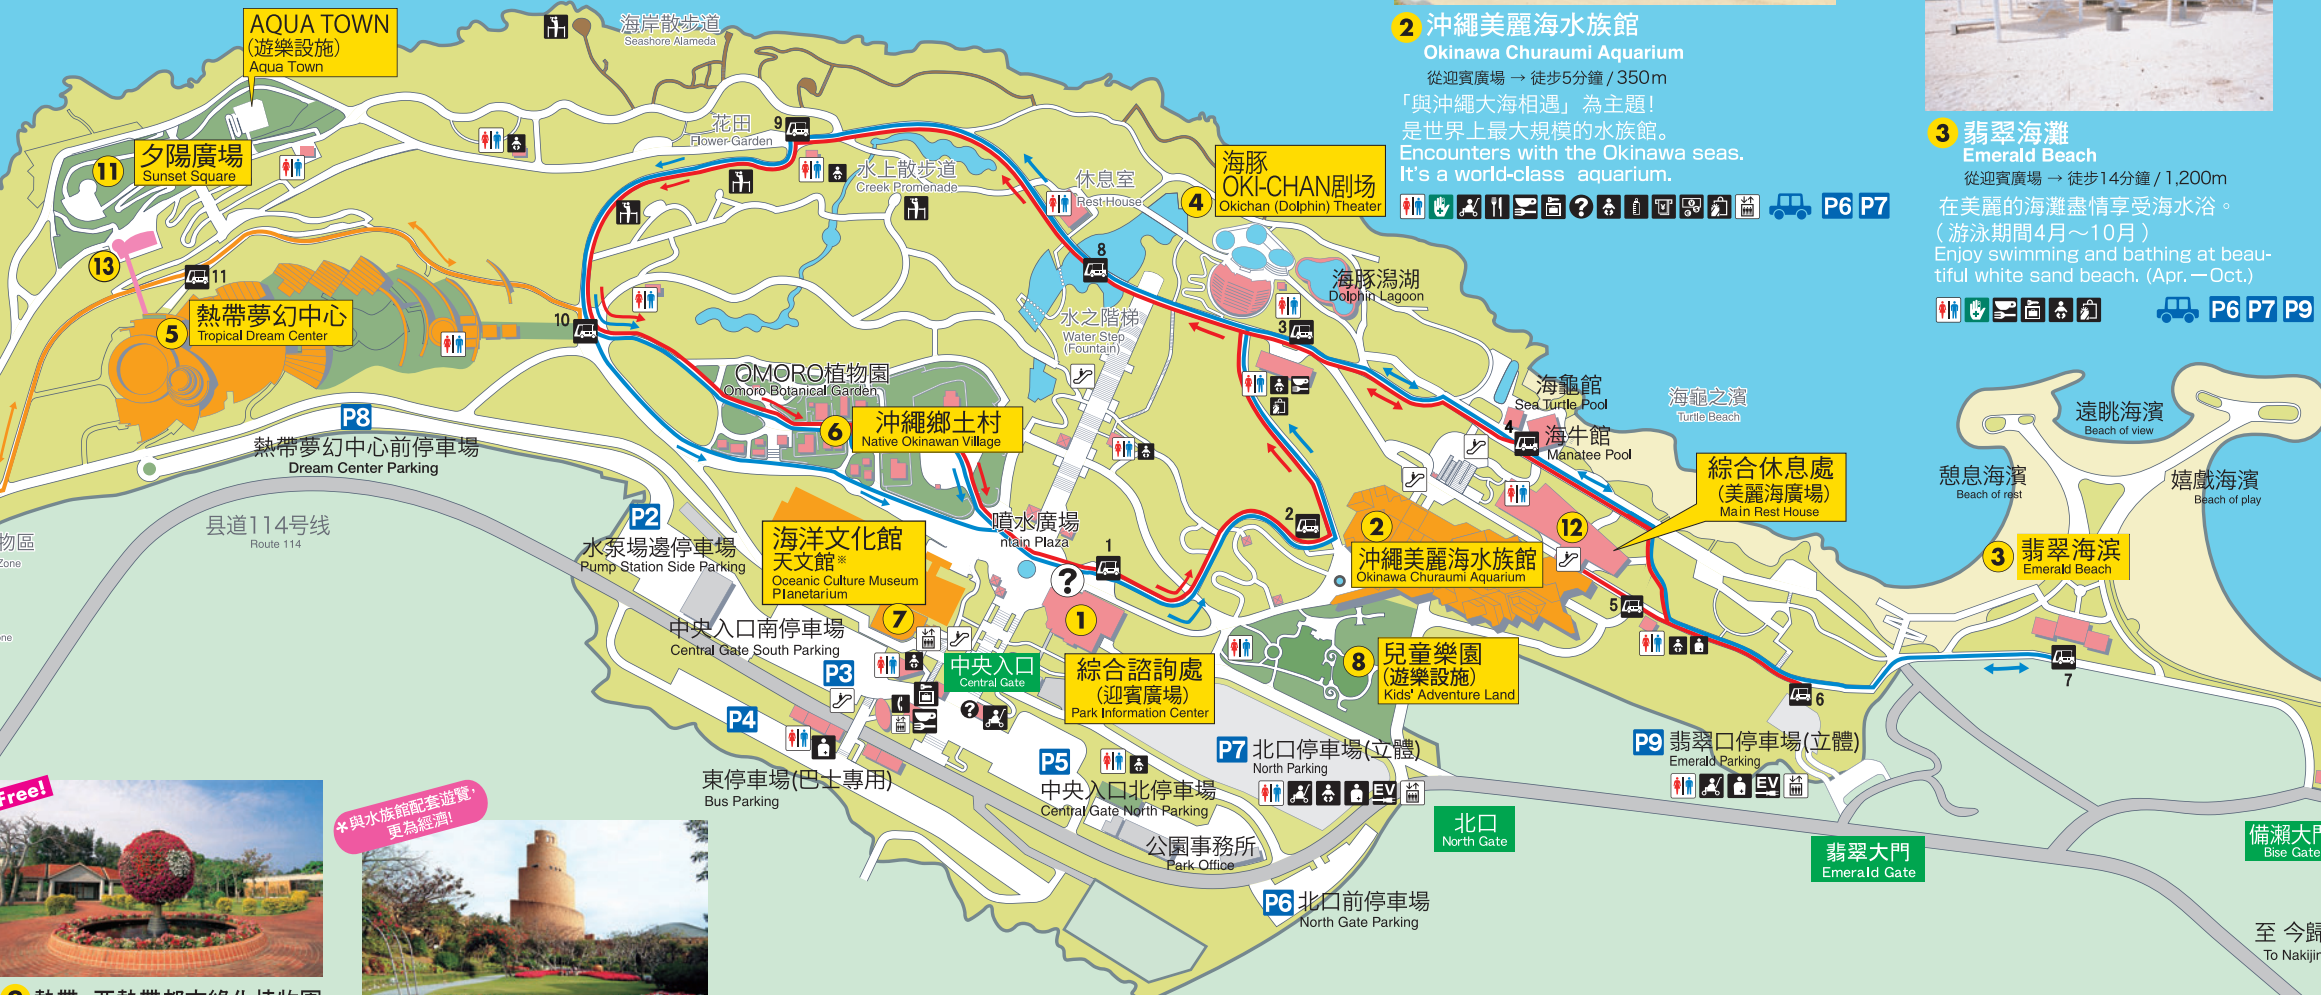 AQUA TOWN
(遊樂設施)
Aqua Town
海岸散步道
Seashore Alameda
2 沖繩美麗海水族館
Okinawa Churaumi Aquarium
從迎賓廣場 → 徒步5分鐘 / 350m
「與沖繩大海相遇」為主題！
是世界上最大規模的水族館。
Encounters with the Okinawa seas.
It's a world-class aquarium.
P6 P7
3 翡翠海灘
Emerald Beach
從迎賓廣場 → 徒步14分鐘 / 1,200m
在美麗的海灘盡情享受海水浴。
（游泳期間4月～10月）
Enjoy swimming and bathing at beau-
tiful white sand beach. (Apr.—Oct.)
P6 P7 P9
11 夕陽廣場
Sunset Square
花田
Flower-Garden
9
水上散步道
Creek Promenade
休息室
Rest House
4 海豚
OKI-CHAN剧场
Okichan (Dolphin) Theater
13
11
8
海豚潟湖
Dolphin Lagoon
5 熱帶夢幻中心
Tropical Dream Center
10
3
水之階梯
Water Step
(Fountain)
OMORO植物園
Omoro Botanical Garden
海龜館
Sea Turtle Pool
海龜之濱
Turtle Beach
遠眺海濱
Beach of view
P8
熱帶夢幻中心前停車場
Dream Center Parking
6 沖繩鄉土村
Native Okinawan Village
4
海牛館
Manatee Pool
綜合休息處
(美麗海廣場)
Main Rest House
憩息海濱
Beach of rest
嬉戲海濱
Beach of play
县道114号线
Route 114
物區
Zone
P2
水泵場邊停車場
Pump Station Side Parking
海洋文化館
天文館※
Oceanic Culture Museum
Planetarium
7
噴水廣場
ntain Plaza
1
?
1
2
2
沖繩美麗海水族館
Okinawa Churaumi Aquarium
12
3 翡翠海滨
Emerald Beach
one
中央入口南停車場
Central Gate South Parking
P3
中央入口
Central Gate
綜合諮詢處
(迎賓廣場)
Park Information Center
8 兒童樂園
(遊樂設施)
Kids' Adventure Land
5
6
7
P4
東停車場(巴士專用)
Bus Parking
P5
中央入口北停車場
Central Gate North Parking
P7 北口停車場(立體)
North Parking
EV
P9 翡翠口停車場(立體)
Emerald Parking
EV
公園事務所
Park Office
北口
North Gate
翡翠大門
Emerald Gate
備瀨大門
Bise Gate
P6 北口前停車場
North Gate Parking
至 今歸
To Nakijin
Free!
*與水族館配套遊覽，
更為經濟!
熱帶・亞熱帶都市綠化植物園